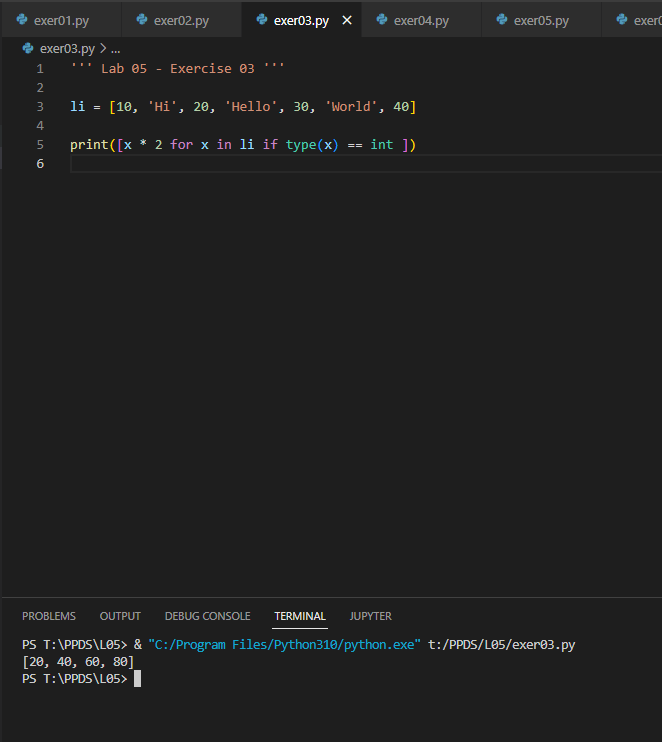 exer01.py exer02.py exer03.py exer04.py exer05.py
exer03.py > ...
1 ''' Lab 05 - Exercise 03 '''
2
3 li = [10, 'Hi', 20, 'Hello', 30, 'World', 40]
4
5 print([x * 2 for x in li if type(x) == int ])
6
PROBLEMS OUTPUT DEBUG CONSOLE TERMINAL JUPYTER
PS T:\PPDS\L05> & "C:/Program Files/Python310/python.exe" t:/PPDS/L05/exer03.py
[20, 40, 60, 80]
PS T:\PPDS\L05>